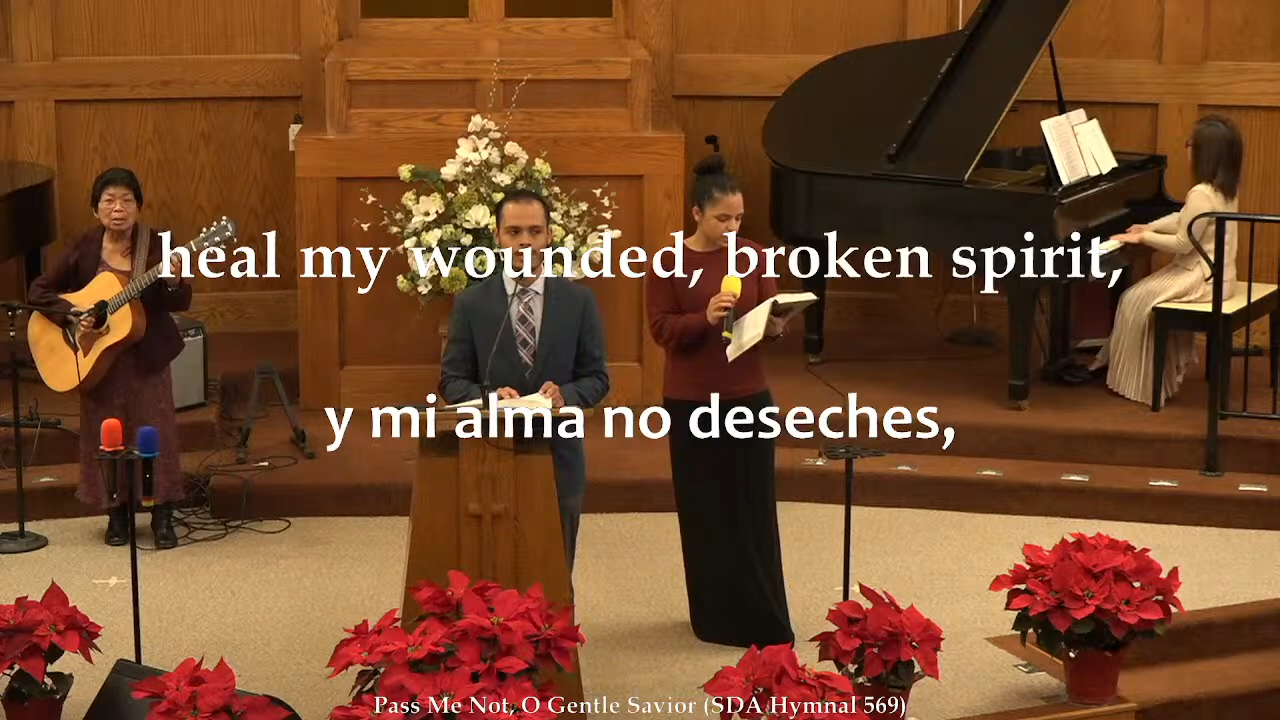 heal my wounded, broken spirit,
y mi alma no deseches,
Pass Me Not, O Gentle Savior (SDA Hymnal 569)